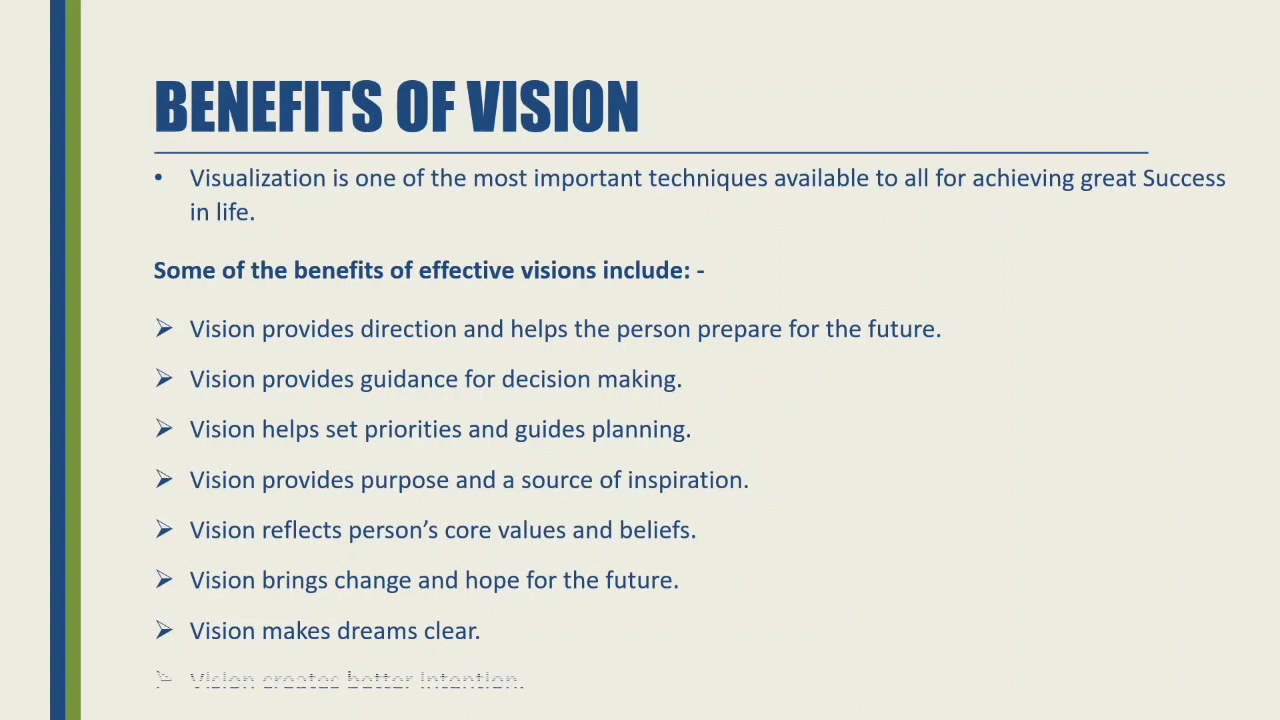 BENEFITS OF VISION
• Visualization is one of the most important techniques available to all for achieving great Success
in life.
Some of the benefits of effective visions include: -
➢ Vision provides direction and helps the person prepare for the future.
➢ Vision provides guidance for decision making.
➢ Vision helps set priorities and guides planning.
➢ Vision provides purpose and a source of inspiration.
➢ Vision reflects person’s core values and beliefs.
➢ Vision brings change and hope for the future.
➢ Vision makes dreams clear.
➢ Vision creates better intention.